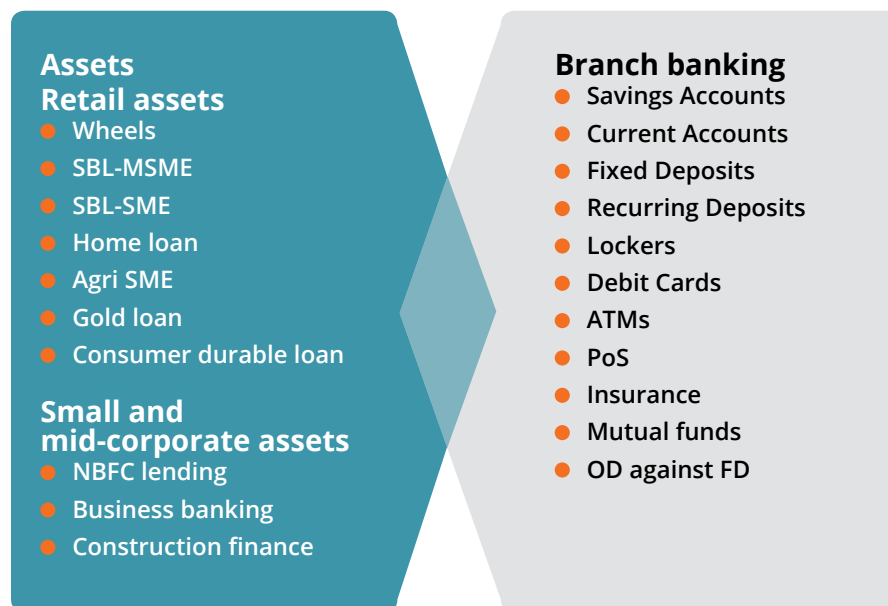 Assets
Retail assets
Wheels
SBL-MSME
SBL-SME
Home loan
Agri SME
Gold loan
Consumer durable loan
Small and
mid-corporate assets
NBFC lending
Business banking
Construction finance
Branch banking
Savings Accounts
Current Accounts
Fixed Deposits
Recurring Deposits
Lockers
Debit Cards
ATMs
PoS
Insurance
Mutual funds
OD against FD